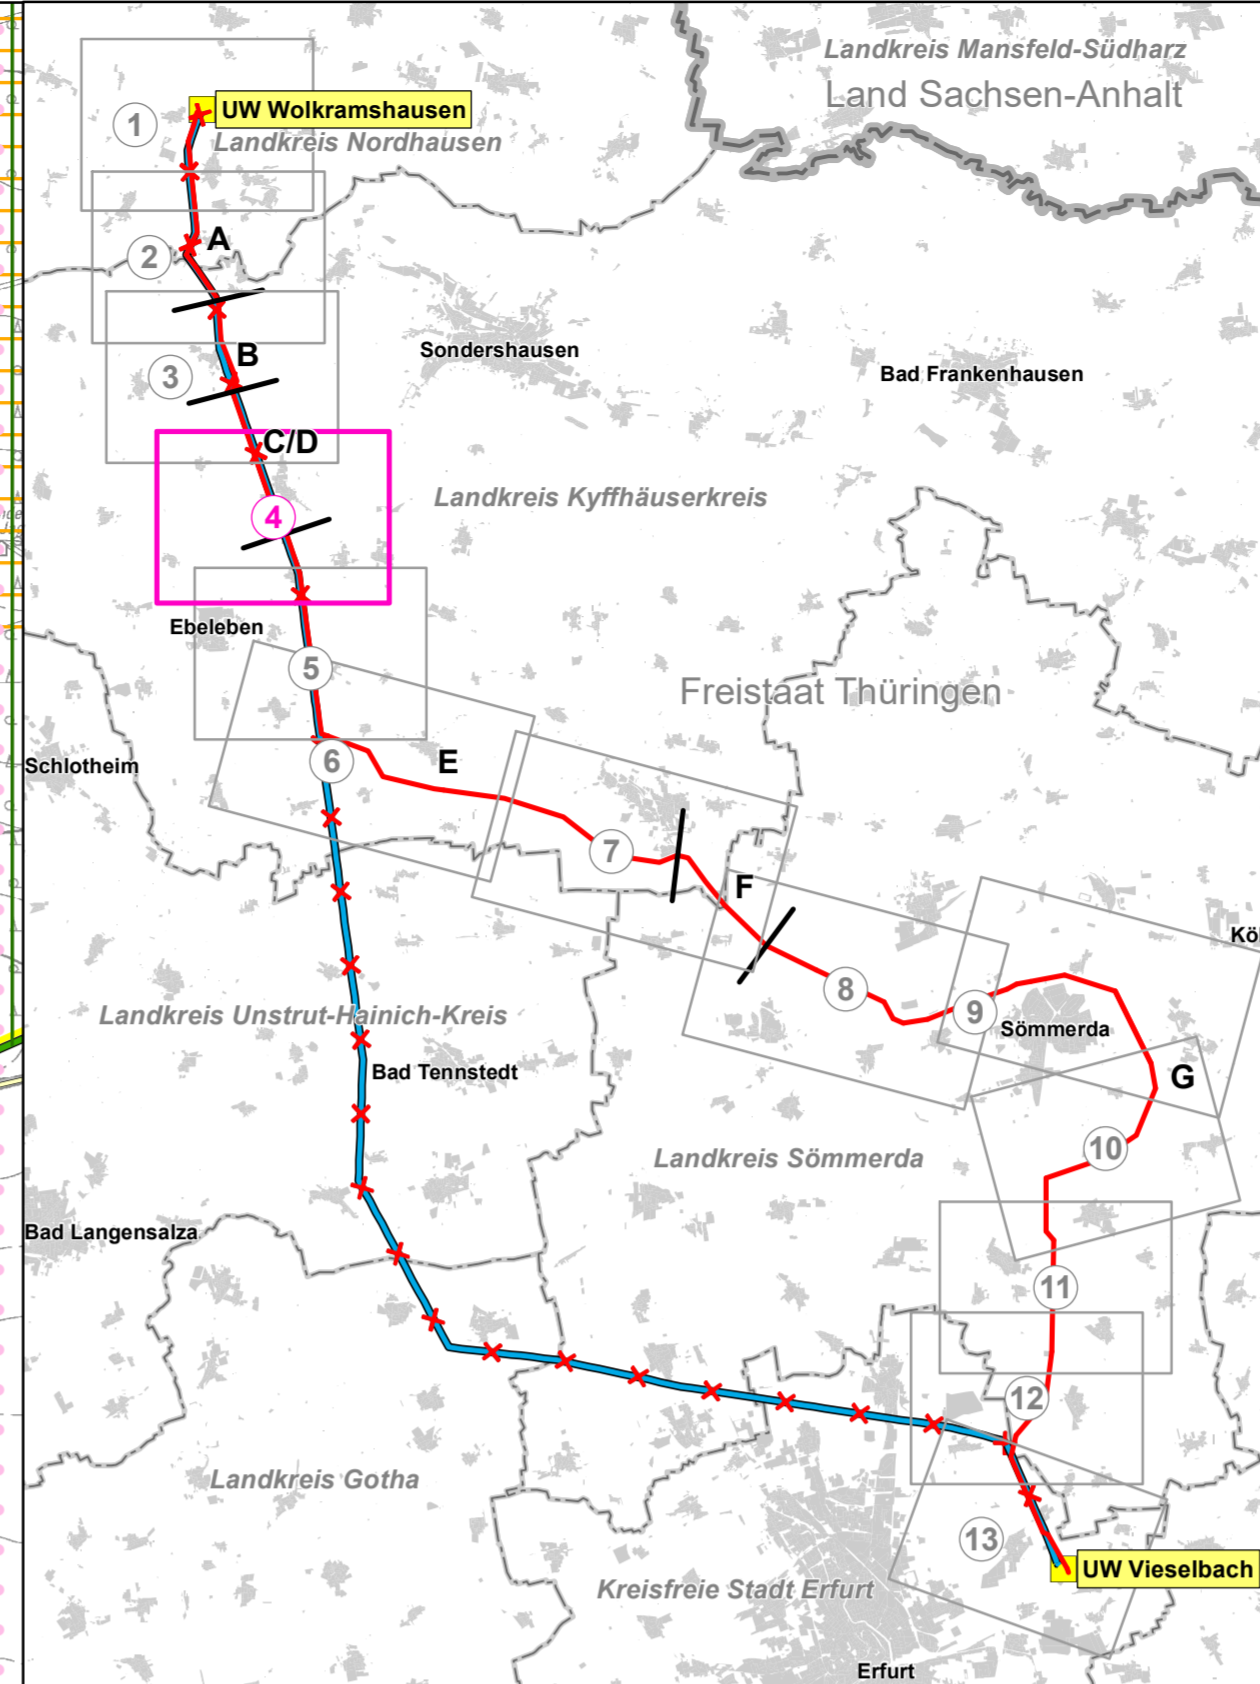 Landkreis Mansfeld-Südharz
Land Sachsen-Anhalt
UW Wolkramshausen
1
Landkreis Nordhausen
A
2
B
3
Sondershausen
Bad Frankenhausen
C/D
Landkreis Kyffhäuserkreis
4
Ebeleben
5
Freistaat Thüringen
Schlotheim
6
E
7
F
8
9
Sömmerda
Landkreis Unstrut-Hainich-Kreis
Bad Tennstedt
G
10
Landkreis Sömmerda
Bad Langensalza
11
12
Landkreis Gotha
13
UW Vieselbach
Kreisfreie Stadt Erfurt
Erfurt